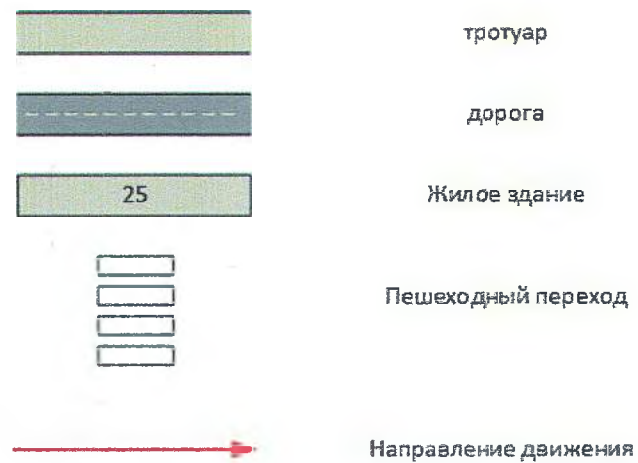 тротуар
дорога
25 Жилое здание
Пешеходный переход
Направление движения